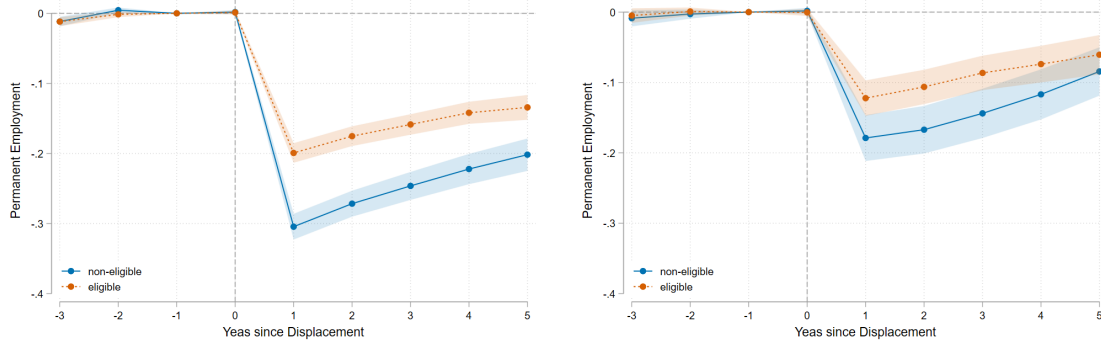 Permanent Employment
0
-.1
-.2
-.3
-.4
non-eligible
eligible
-3 -2 -1 0 1 2 3 4 5
Yeas since Displacement
Permanent Employment
0
-.1
-.2
-.3
-.4
non-eligible
eligible
-3 -2 -1 0 1 2 3 4 5
Yeas since Displacement